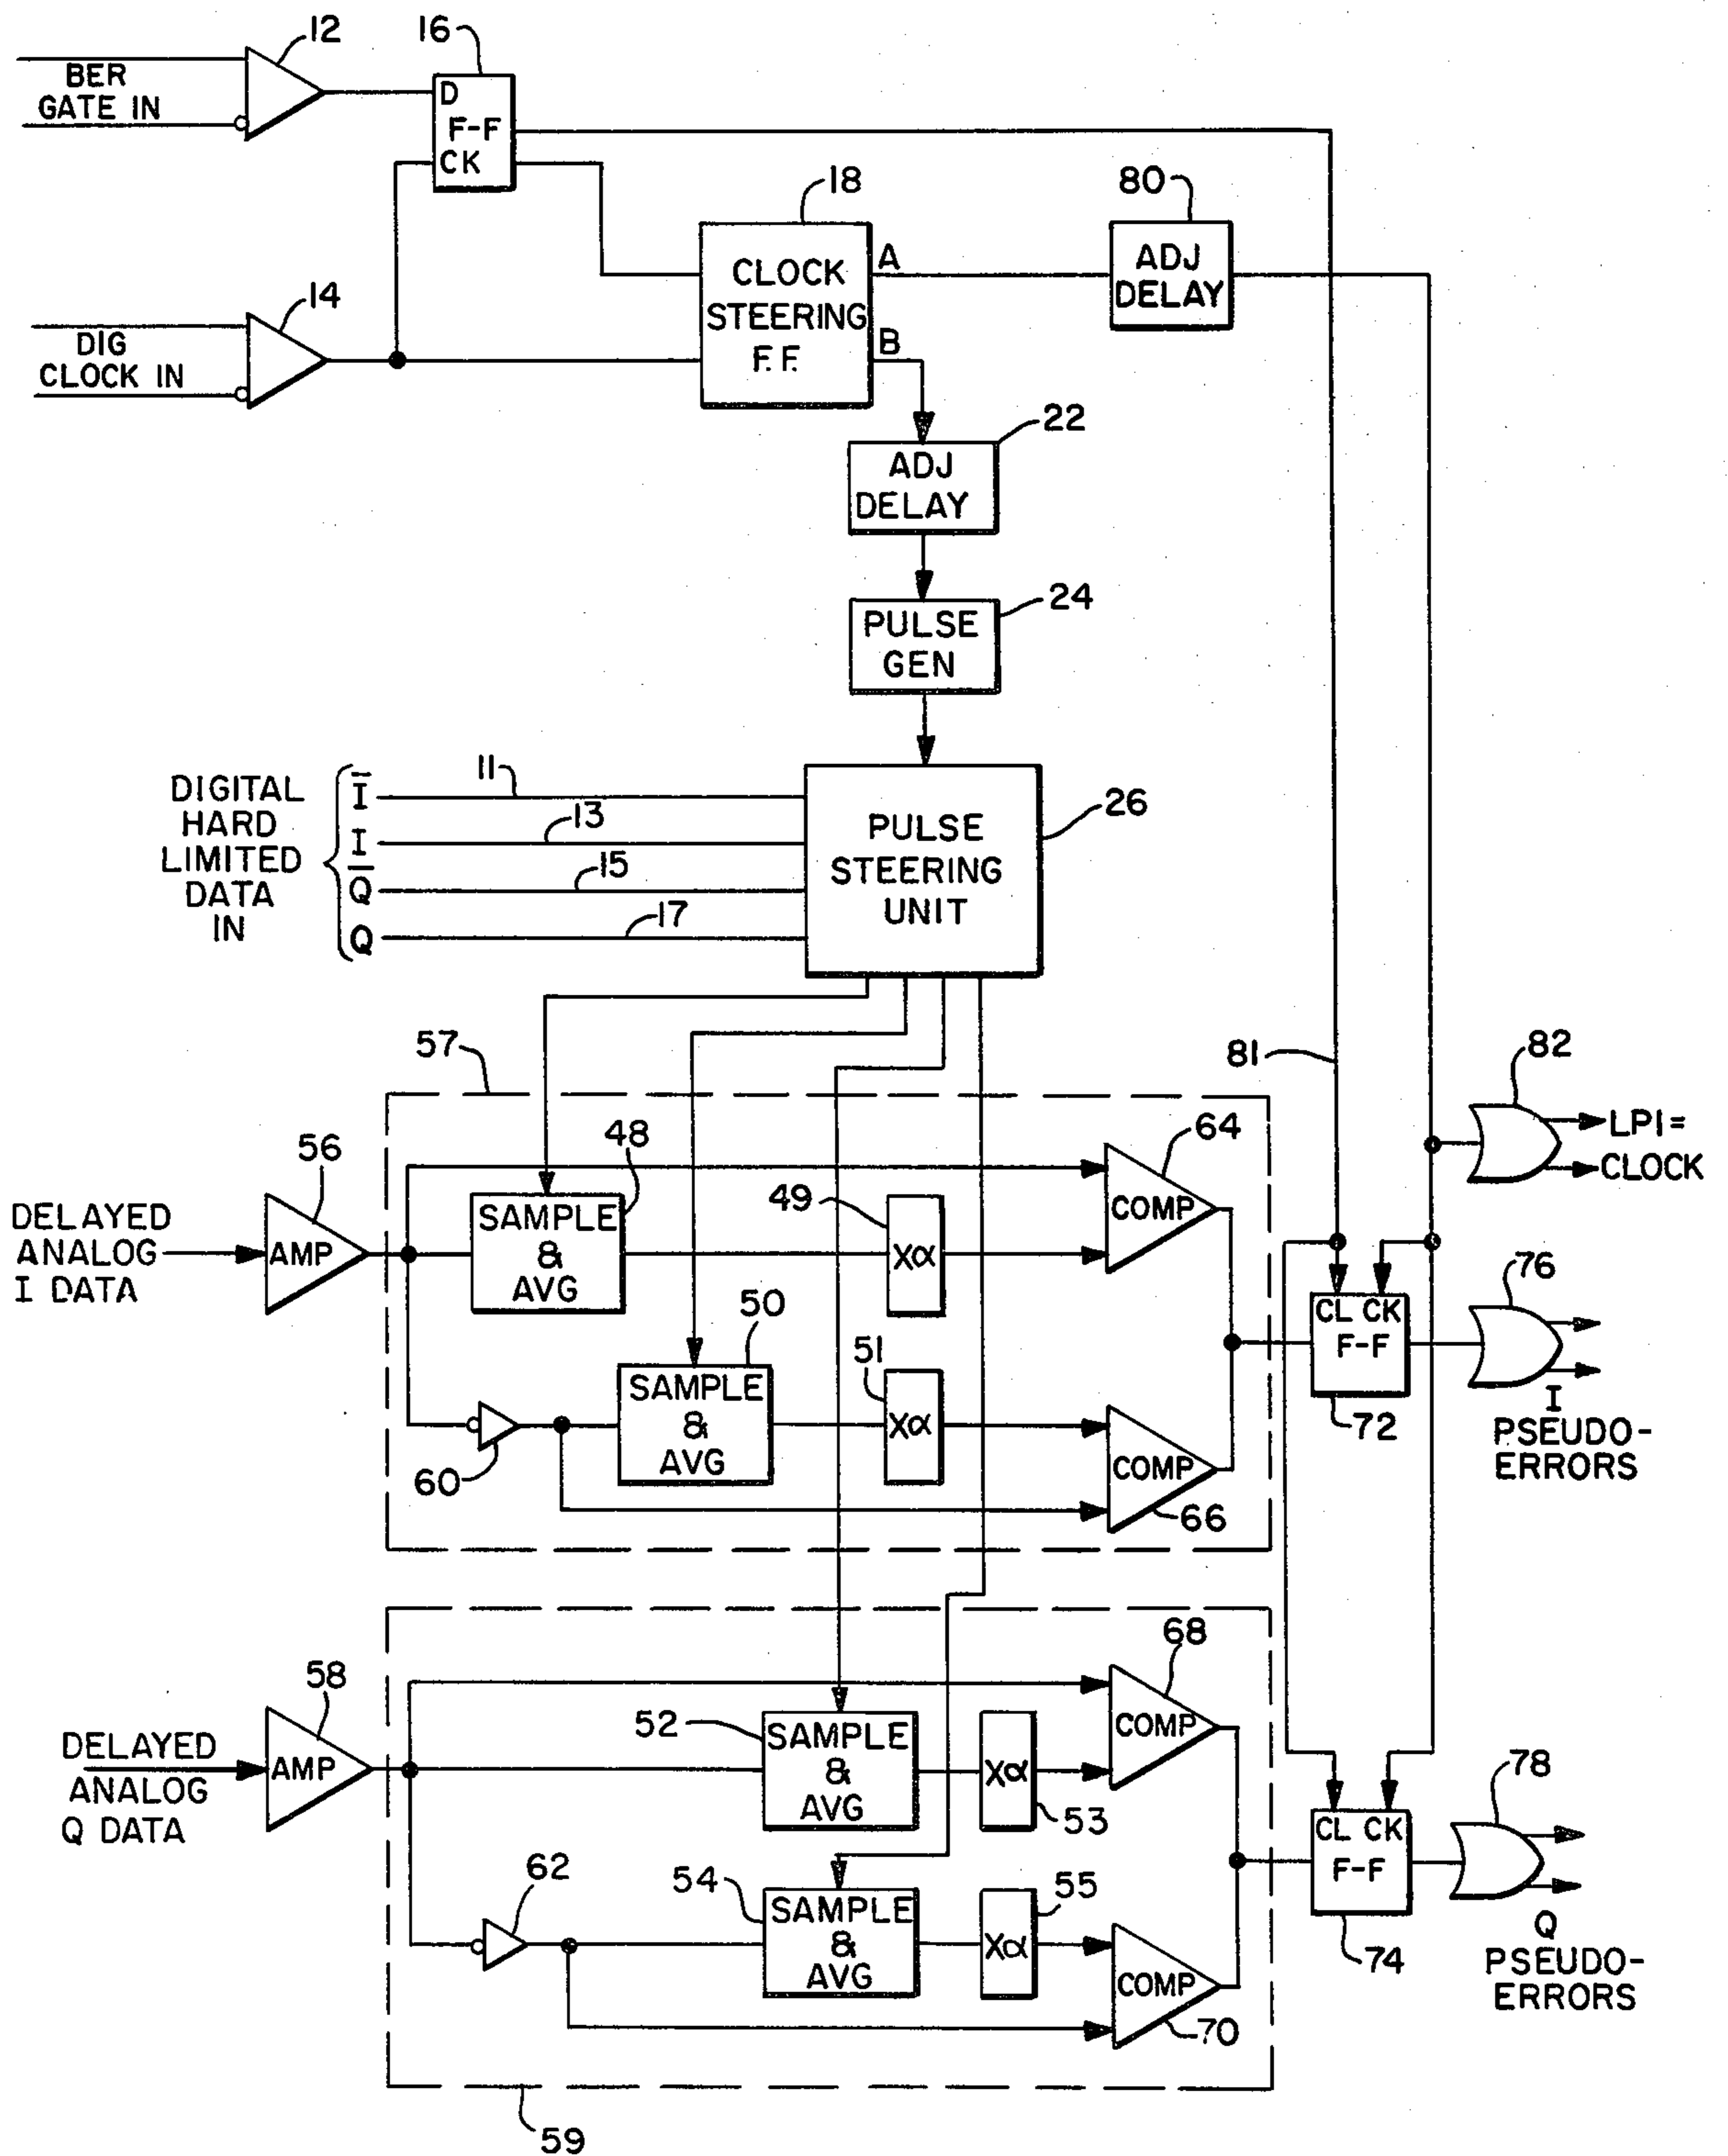 12
BER
GATE IN
16
D
F-F
CK
14
DIG
CLOCK IN
18
CLOCK
STEERING
F.F.
A
B
80
ADJ
DELAY
22
ADJ
DELAY
24
PULSE
GEN
DIGITAL
HARD
LIMITED
DATA
IN
Ī
I
Q̅
Q
11
13
15
17
26
PULSE
STEERING
UNIT
57
81
82
LPI=
CLOCK
DELAYED
ANALOG
I DATA
56
AMP
48
SAMPLE
&
AVG
49
Xα
64
COMP
50
SAMPLE
&
AVG
51
Xα
60
COMP
66
CL CK
F-F
72
76
I
PSEUDO-
ERRORS
DELAYED
ANALOG
Q DATA
58
AMP
52
SAMPLE
&
AVG
Xα
53
68
COMP
62
54
SAMPLE
&
AVG
55
Xα
COMP
70
CL CK
F-F
74
78
Q
PSEUDO-
ERRORS
59